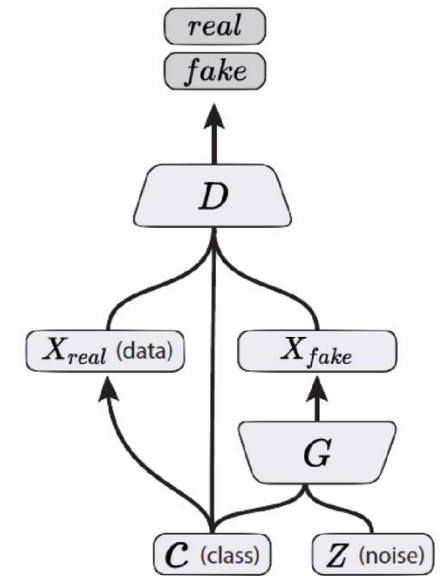 real
fake
D
X_real (data) X_fake
G
C (class) Z (noise)